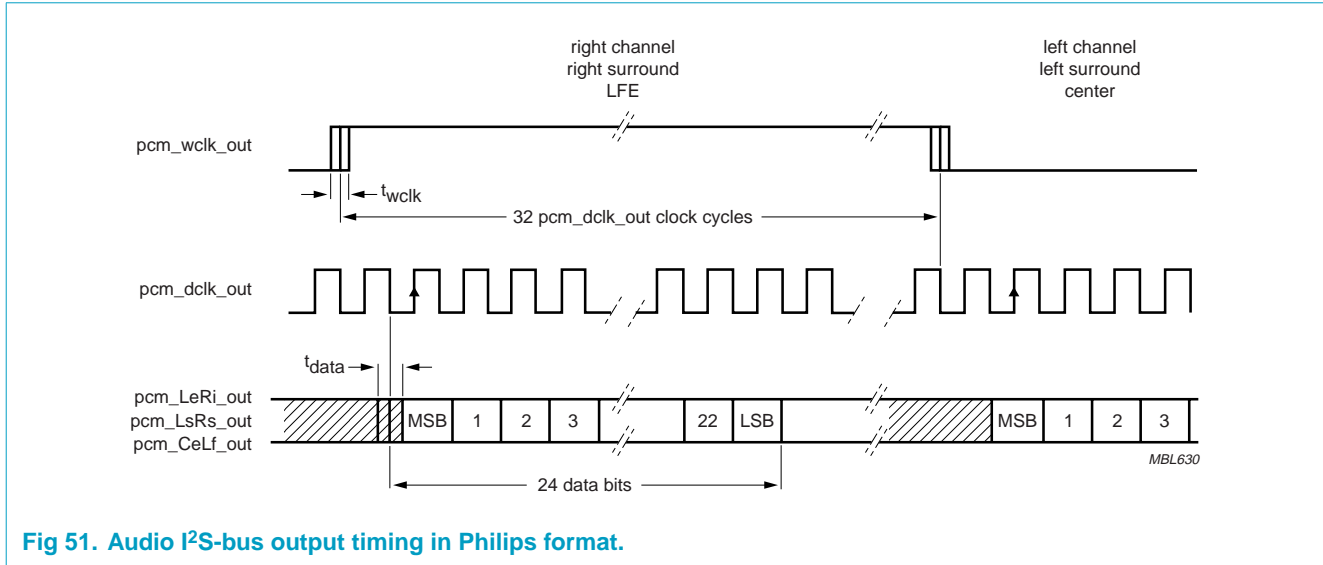 right channel
right surround
LFE
left channel
left surround
center
pcm_wclk_out
twclk
32 pcm_dclk_out clock cycles
pcm_dclk_out
tdata
pcm_LeRi_out
pcm_LsRs_out
pcm_CeLf_out
MSB 1 2 3 22 LSB MSB 1 2 3
MBL630
24 data bits
Fig 51. Audio I²S-bus output timing in Philips format.